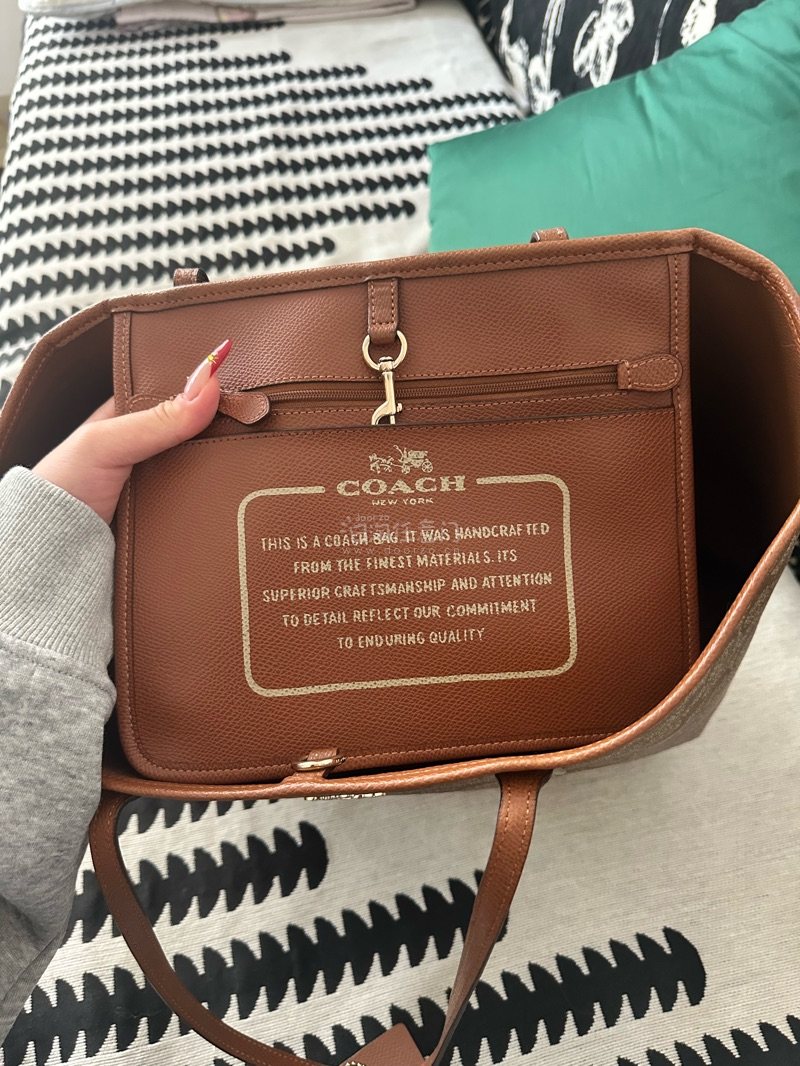 COACH
NEW YORK
THIS IS A COACH BAG. IT WAS HANDCRAFTED
FROM THE FINEST MATERIALS. ITS
SUPERIOR CRAFTSMANSHIP AND ATTENTION
TO DETAIL REFLECT OUR COMMITMENT
TO ENDURING QUALITY